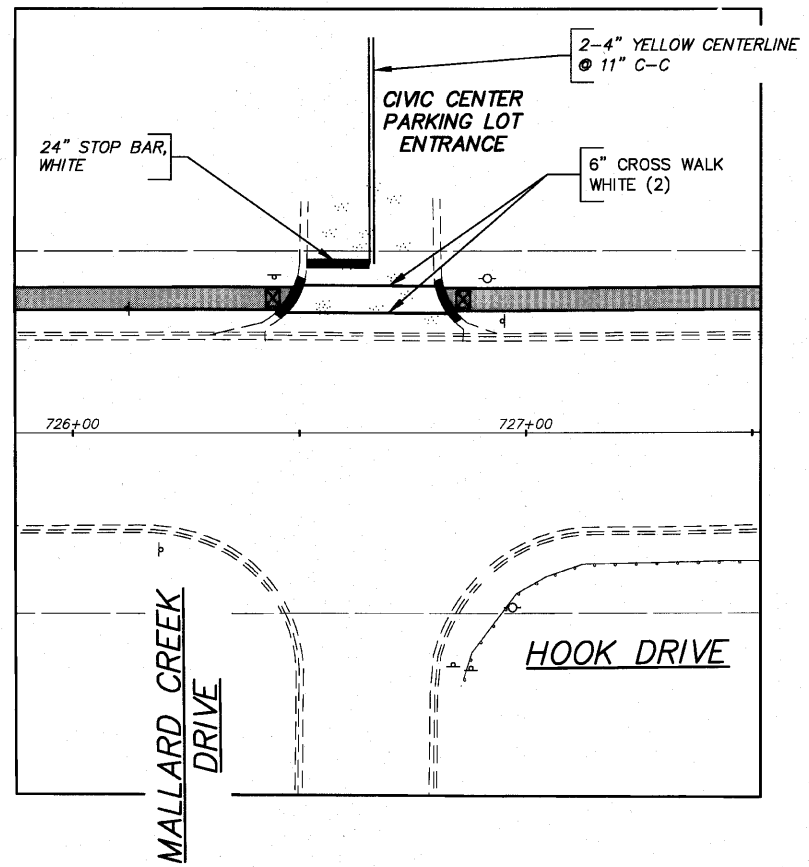 2-4" YELLOW CENTERLINE
@ 11" C-C
CIVIC CENTER
PARKING LOT
ENTRANCE
24" STOP BAR,
WHITE
6" CROSS WALK
WHITE (2)
726+00
727+00
MALLARD CREEK
DRIVE
HOOK DRIVE